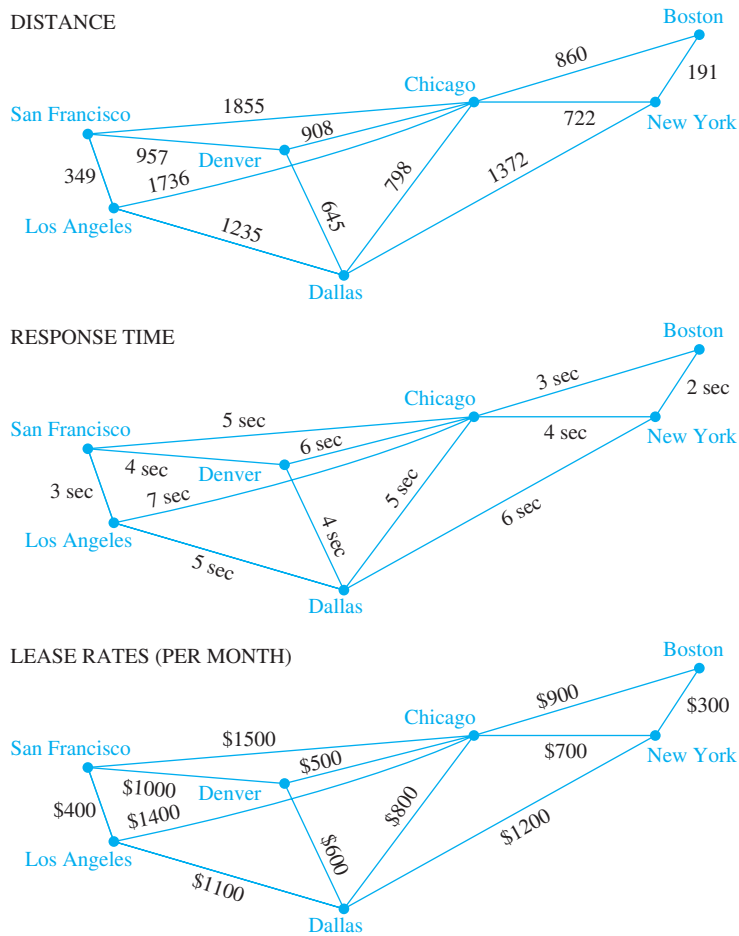 DISTANCE
Boston
860
191
Chicago
San Francisco
1855
908
722
New York
957
Denver
349
1736
798
1372
645
Los Angeles
1235
Dallas
RESPONSE TIME
Boston
3 sec
2 sec
Chicago
San Francisco
5 sec
6 sec
4 sec
New York
4 sec
Denver
3 sec
7 sec
5 sec
6 sec
4 sec
Los Angeles
5 sec
Dallas
LEASE RATES (PER MONTH)
Boston
$900
$300
Chicago
San Francisco
$1500
$500
$700
New York
$1000
Denver
$400
$1400
$800
$1200
$600
Los Angeles
$1100
Dallas